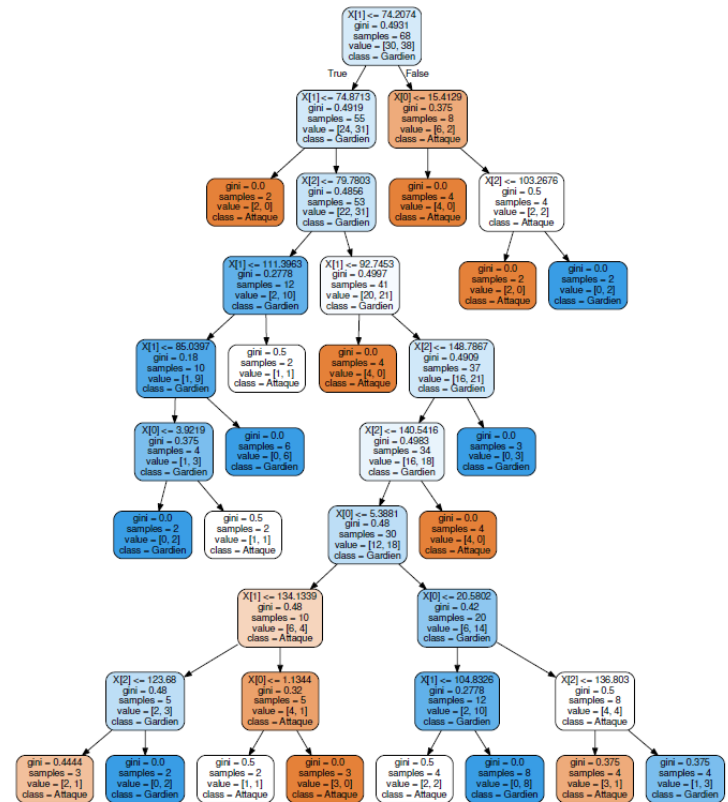 X[1] <= 74.2074
gini = 0.4931
samples = 68
value = [30, 38]
class = Gardien
True
False
X[1] <= 74.8713
gini = 0.4919
samples = 55
value = [24, 31]
class = Gardien
X[0] <= 15.4129
gini = 0.375
samples = 8
value = [6, 2]
class = Attaque
gini = 0.0
samples = 2
value = [2, 0]
class = Attaque
X[2] <= 79.7803
gini = 0.4856
samples = 53
value = [22, 31]
class = Gardien
gini = 0.0
samples = 4
value = [4, 0]
class = Attaque
X[2] <= 103.2676
gini = 0.5
samples = 4
value = [2, 2]
class = Attaque
X[1] <= 111.3963
gini = 0.2778
samples = 12
value = [2, 10]
class = Gardien
X[1] <= 92.7453
gini = 0.4997
samples = 41
value = [20, 21]
class = Gardien
gini = 0.0
samples = 2
value = [2, 0]
class = Attaque
gini = 0.0
samples = 2
value = [0, 2]
class = Gardien
X[1] <= 85.0397
gini = 0.18
samples = 10
value = [1, 9]
class = Gardien
gini = 0.5
samples = 2
value = [1, 1]
class = Attaque
gini = 0.0
samples = 4
value = [4, 0]
class = Attaque
X[2] <= 148.7867
gini = 0.4909
samples = 37
value = [16, 21]
class = Gardien
X[0] <= 3.9219
gini = 0.375
samples = 4
value = [1, 3]
class = Gardien
gini = 0.0
samples = 6
value = [0, 6]
class = Gardien
X[2] <= 140.5416
gini = 0.4983
samples = 34
value = [16, 18]
class = Gardien
gini = 0.0
samples = 3
value = [0, 3]
class = Gardien
gini = 0.0
samples = 2
value = [0, 2]
class = Gardien
gini = 0.5
samples = 2
value = [1, 1]
class = Attaque
X[0] <= 5.3881
gini = 0.48
samples = 30
value = [12, 18]
class = Gardien
gini = 0.0
samples = 4
value = [4, 0]
class = Attaque
X[1] <= 134.1339
gini = 0.48
samples = 10
value = [6, 4]
class = Attaque
X[0] <= 20.5802
gini = 0.42
samples = 20
value = [6, 14]
class = Gardien
X[2] <= 123.68
gini = 0.48
samples = 5
value = [2, 3]
class = Gardien
X[0] <= 1.1344
gini = 0.32
samples = 5
value = [4, 1]
class = Attaque
X[1] <= 104.8326
gini = 0.2778
samples = 12
value = [2, 10]
class = Gardien
X[2] <= 136.803
gini = 0.5
samples = 8
value = [4, 4]
class = Attaque
gini = 0.4444
samples = 3
value = [2, 1]
class = Attaque
gini = 0.0
samples = 2
value = [0, 2]
class = Gardien
gini = 0.5
samples = 2
value = [1, 1]
class = Attaque
gini = 0.0
samples = 3
value = [3, 0]
class = Attaque
gini = 0.5
samples = 4
value = [2, 2]
class = Attaque
gini = 0.0
samples = 8
value = [0, 8]
class = Gardien
gini = 0.375
samples = 4
value = [3, 1]
class = Attaque
gini = 0.375
samples = 4
value = [1, 3]
class = Gardien